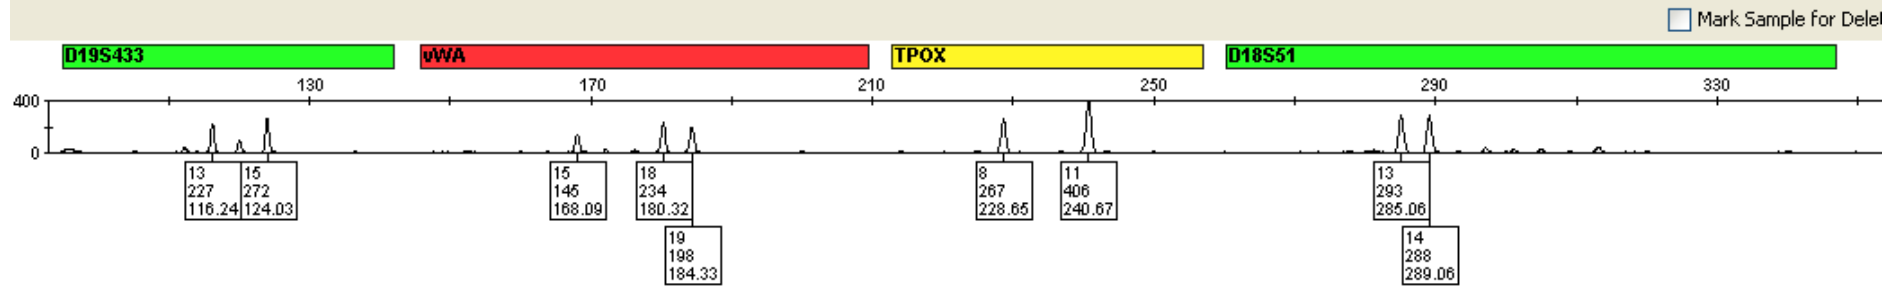 Mark Sample for Delet
D19S433 vWA TPOX D18S51
130 170 210 250 290 330
400
0
13 15 15 18 8 11 13
227 272 145 234 267 406 293
116.24 124.03 168.09 180.32 228.65 240.67 285.06
19 14
198 288
184.33 289.06